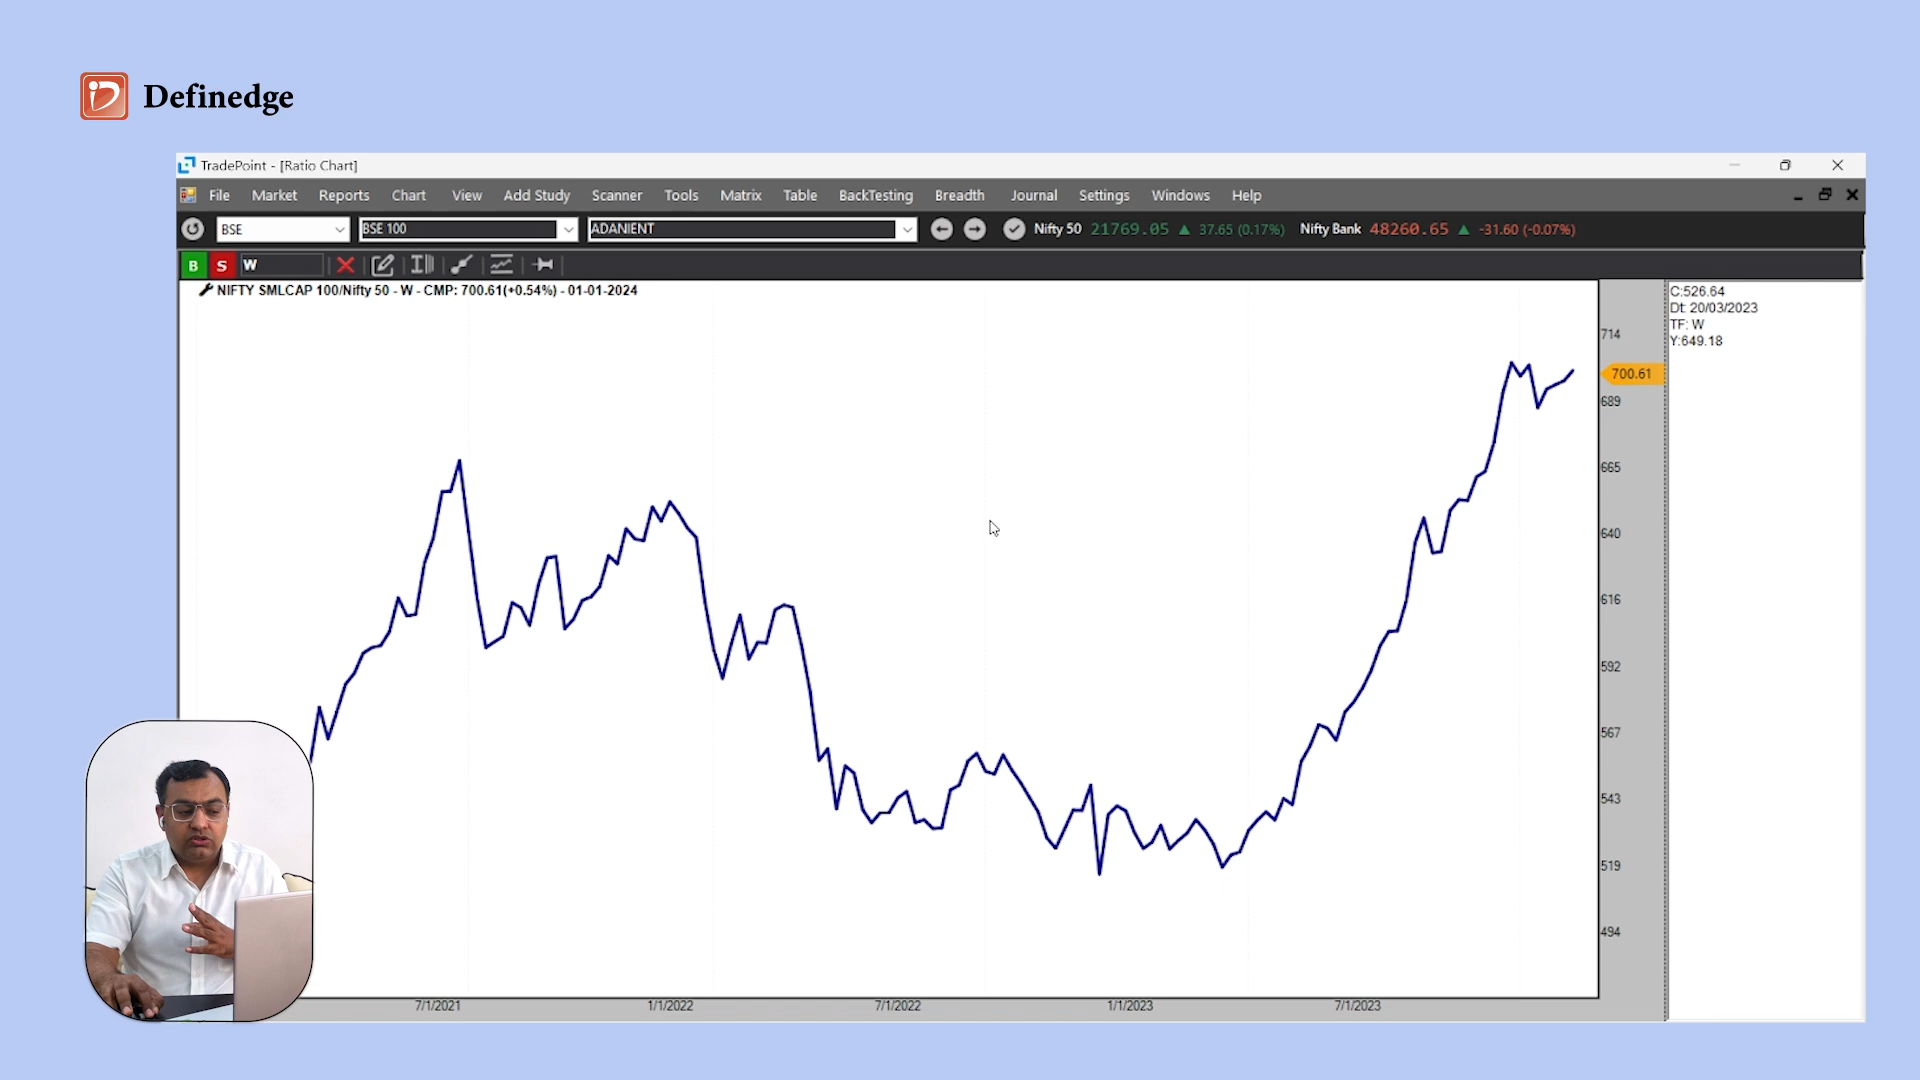 Definedge
TradePoint - [Ratio Chart]
File Market Reports Chart View Add Study Scanner Tools Matrix Table BackTesting Breadth Journal Settings Windows Help
BSE BSE 100 ADANIENT Nifty 50 21769.05 ▲ 37.65 (0.17%) Nifty Bank 48260.65 ▲ -31.60 (-0.07%)
B S W
NIFTY SMLCAP 100/Nifty 50 - W - CMP: 700.61(+0.54%) - 01-01-2024
C:526.64
Dt: 20/03/2023
TF: W
Y:649.18
714
700.61
689
665
640
616
592
567
543
519
494
7/1/2021 1/1/2022 7/1/2022 1/1/2023 7/1/2023